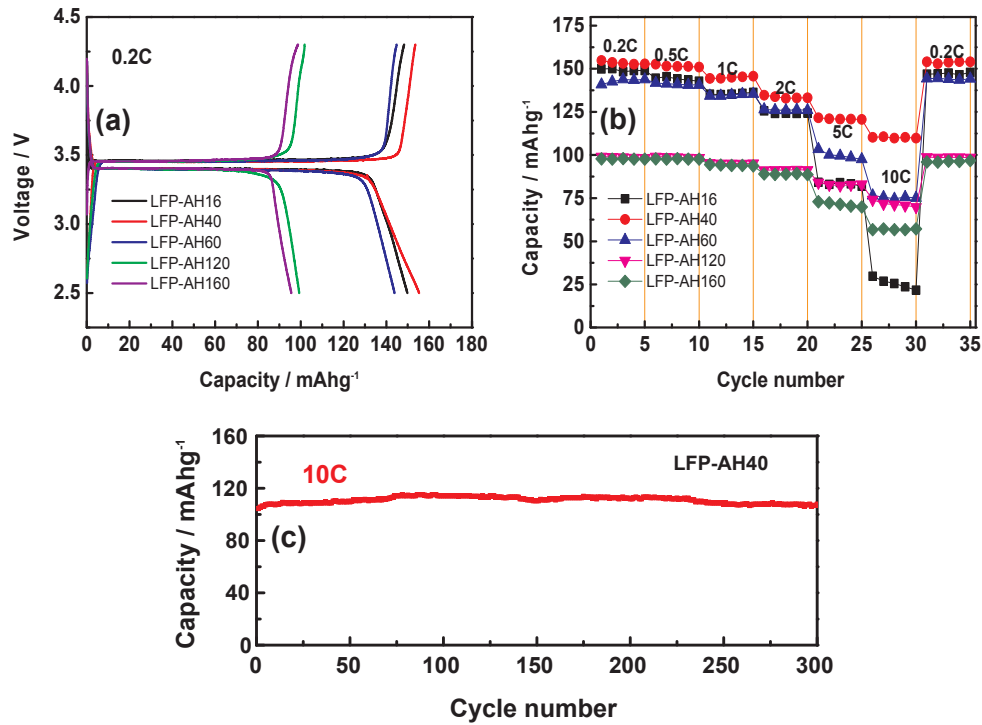 4.5
4.0
3.5
3.0
2.5
Voltage / V
0.2C
(a)
LFP-AH16
LFP-AH40
LFP-AH60
LFP-AH120
LFP-AH160
0 20 40 60 80 100 120 140 160 180
Capacity / mAhg⁻¹
175
150
125
100
75
50
25
0
Capacity / mAhg⁻¹
0.2C 0.5C 1C 2C 5C 10C 0.2C
(b)
LFP-AH16
LFP-AH40
LFP-AH60
LFP-AH120
LFP-AH160
0 5 10 15 20 25 30 35
Cycle number
160
120
80
40
0
Capacity / mAhg⁻¹
10C
LFP-AH40
(c)
0 50 100 150 200 250 300
Cycle number